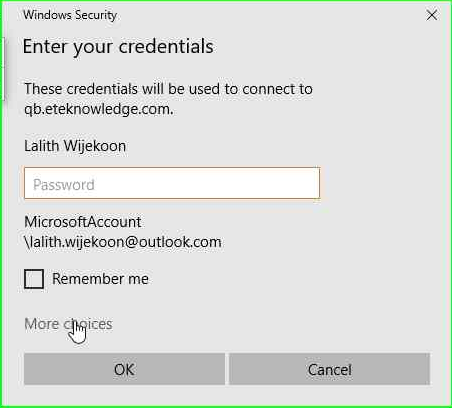 Windows Security
Enter your credentials
These credentials will be used to connect to
qb.eteknowledge.com.
Lalith Wijekoon
Password
MicrosoftAccount
\lalith.wijekoon@outlook.com
Remember me
More choices
OK
Cancel